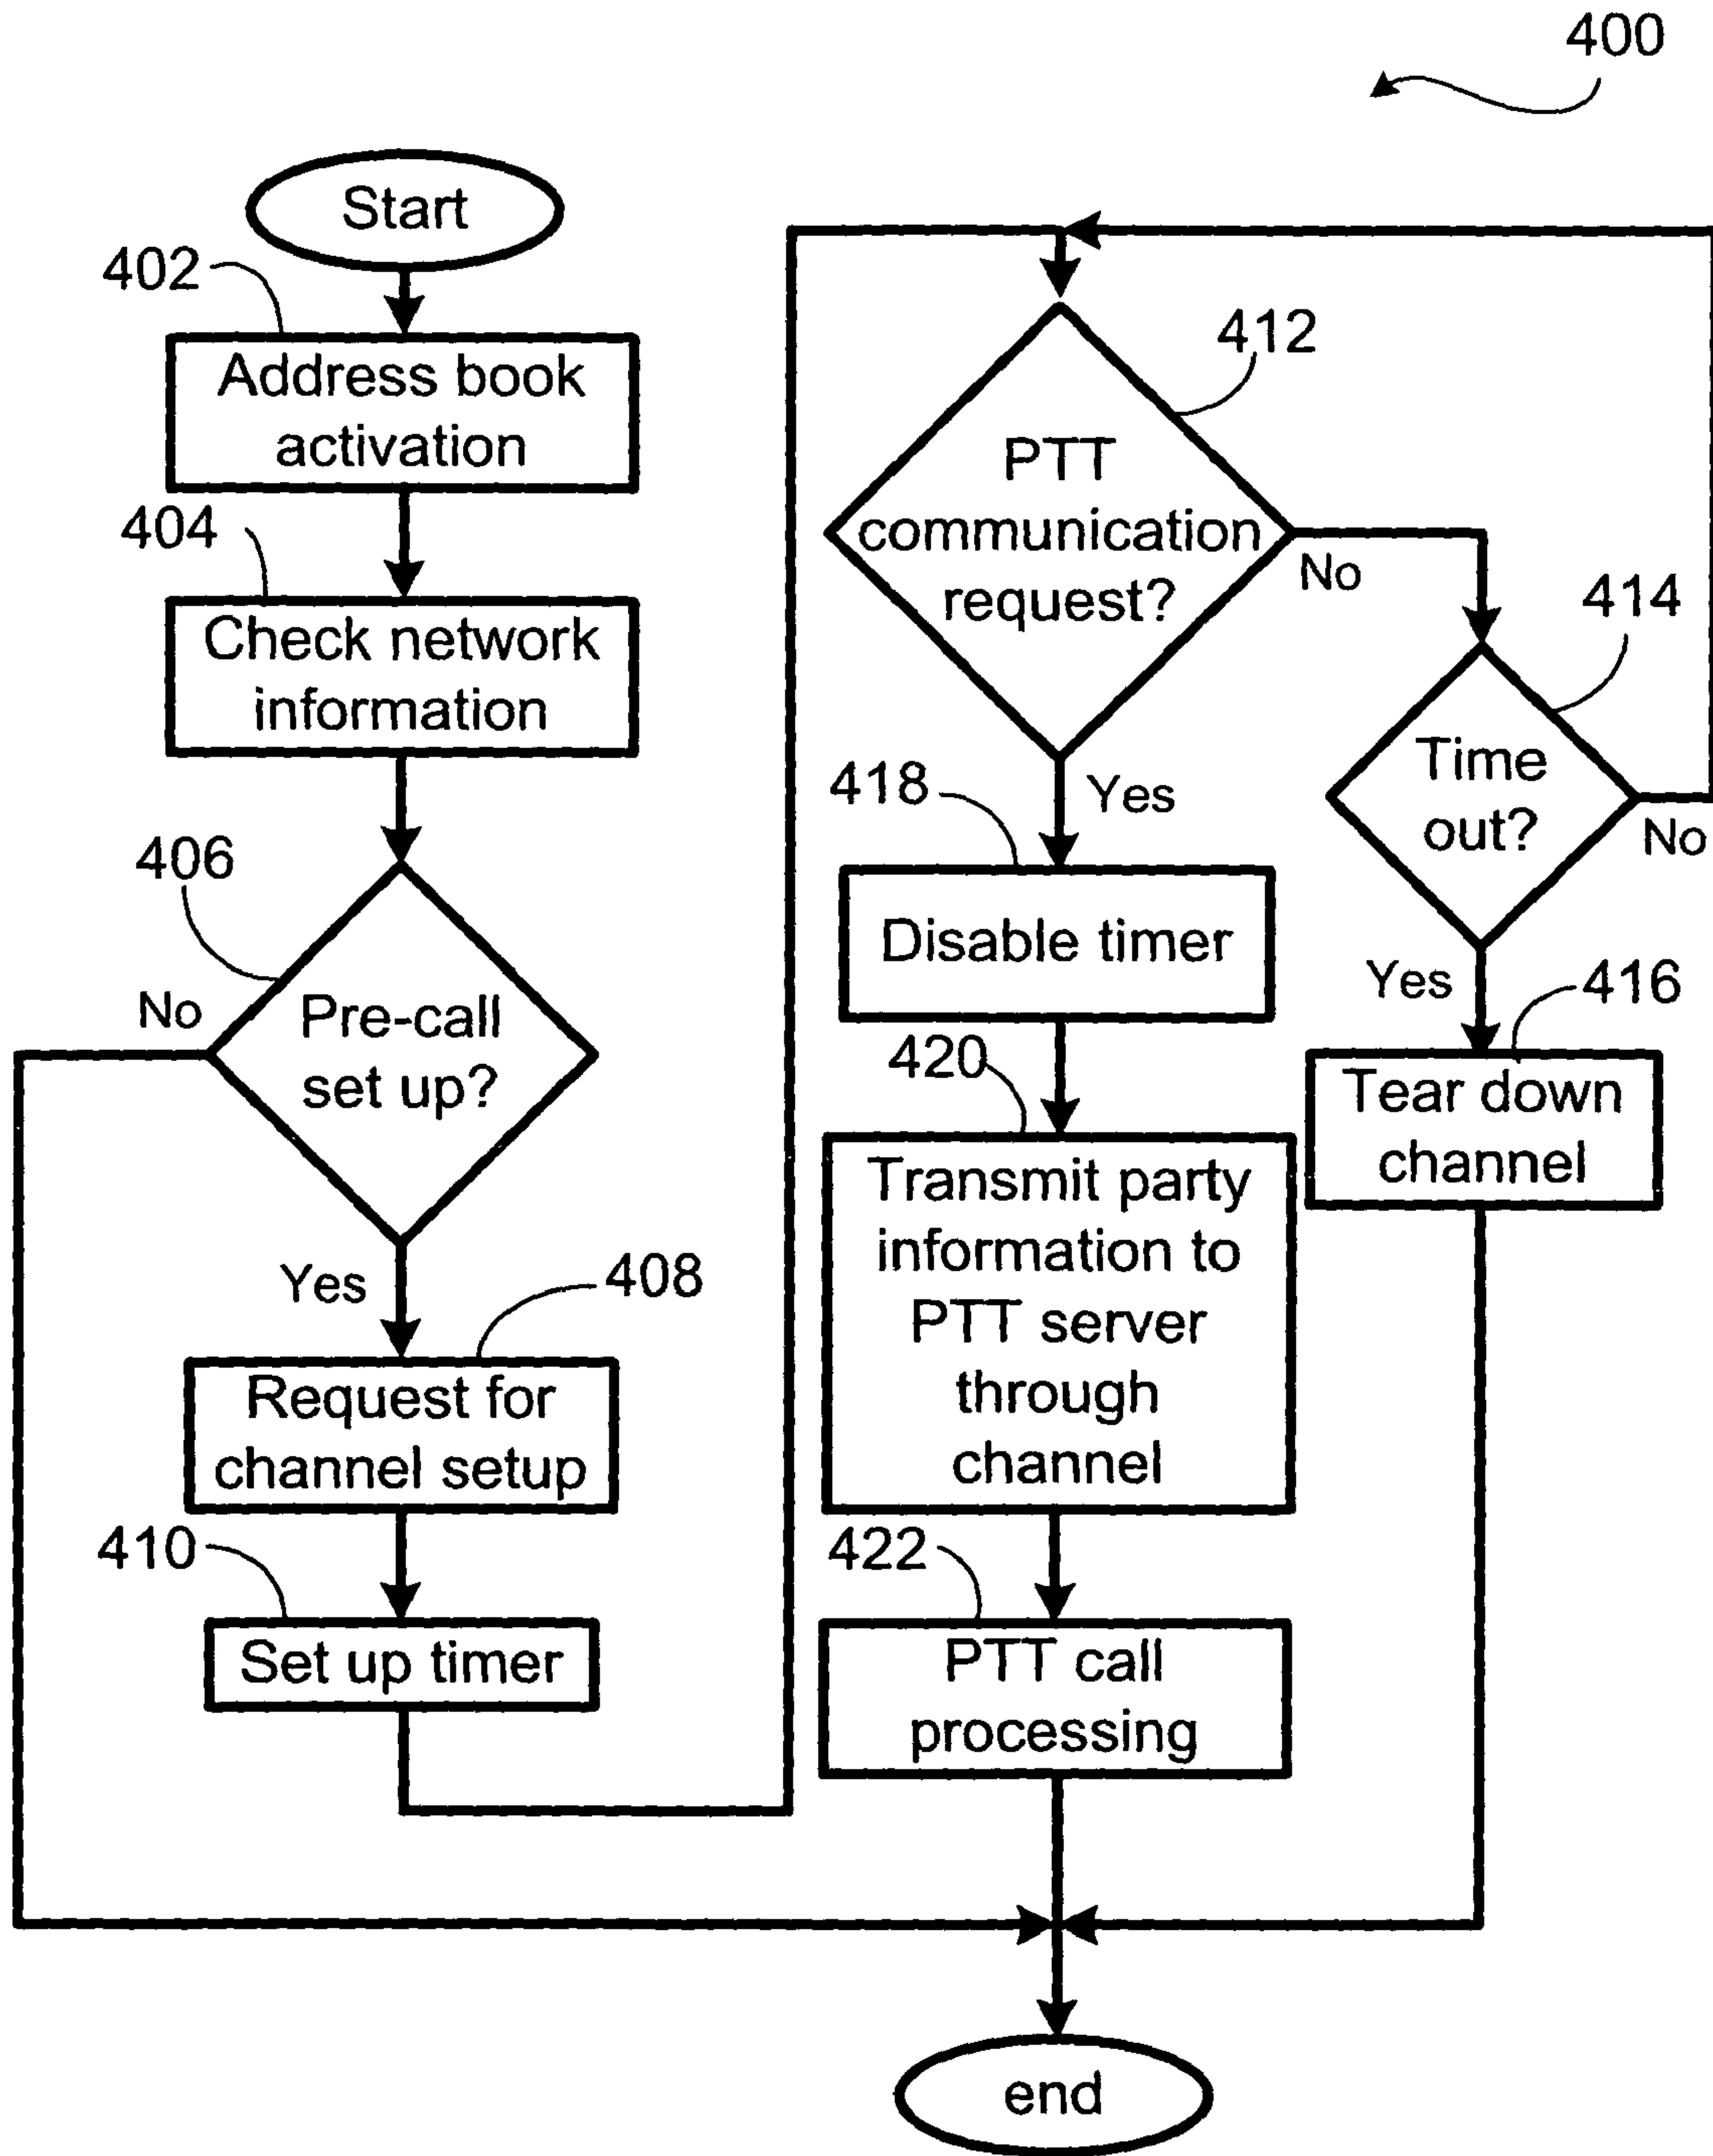 400
Start
402
Address book
activation
404
Check network
information
406
No
Pre-call
set up?
Yes
408
Request for
channel setup
410
Set up timer
412
PTT
communication
request?
No
414
Time
out?
No
Yes
416
Tear down
channel
Yes
418
Disable timer
420
Transmit party
information to
PTT server
through
channel
422
PTT call
processing
end